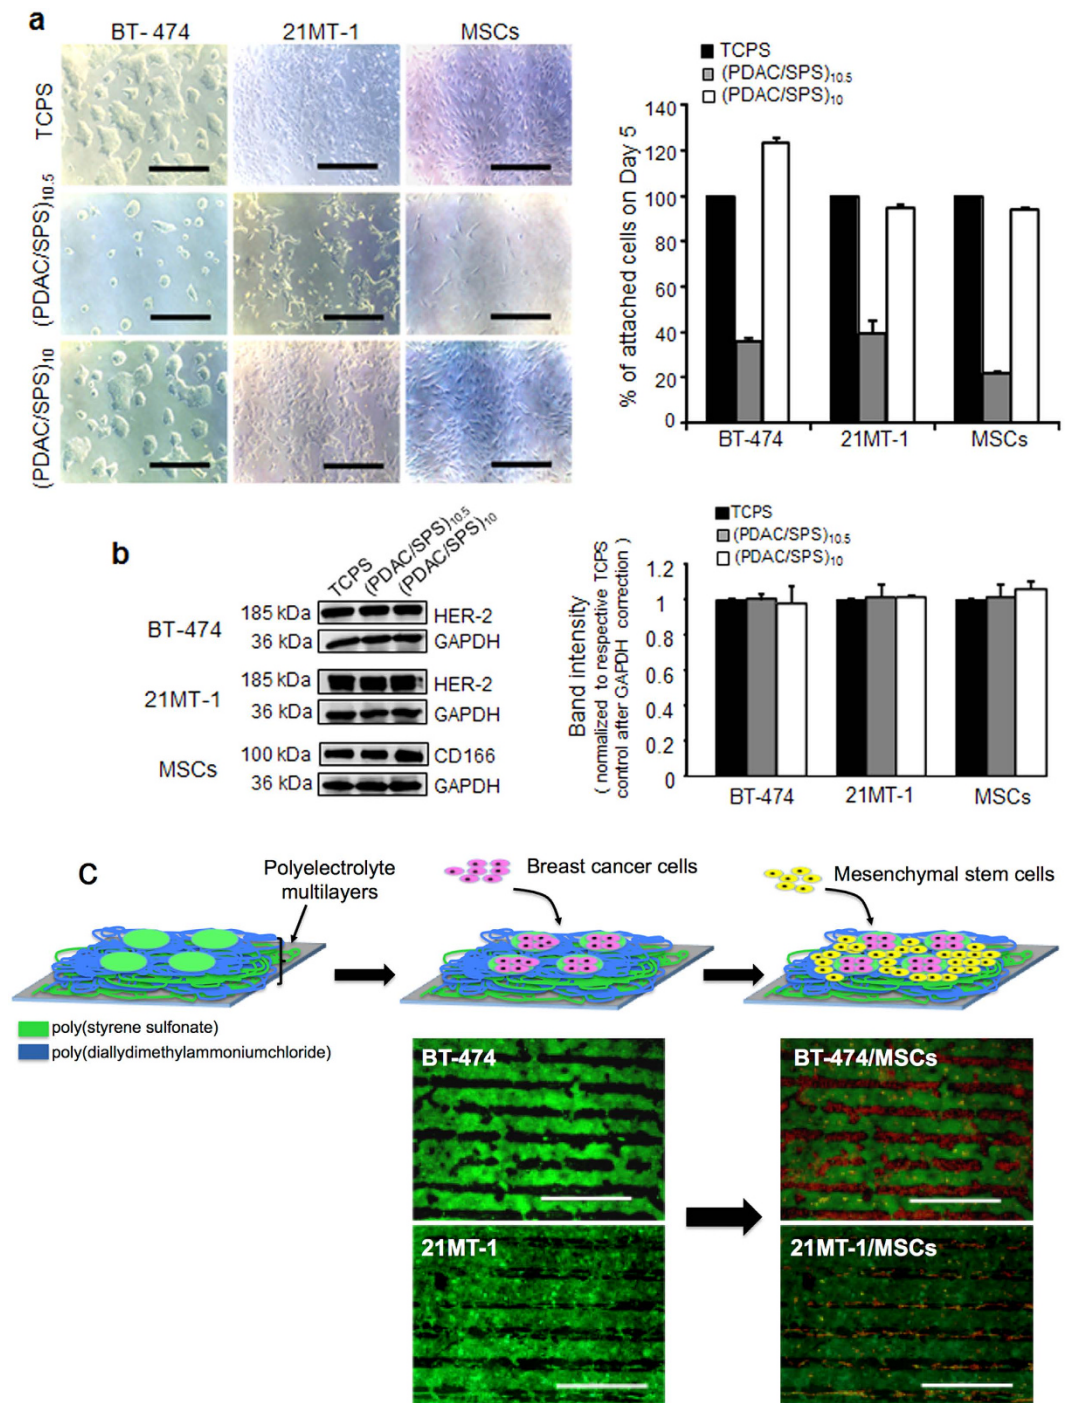 a
BT- 474
21MT-1
MSCs
TCPS
(PDAC/SPS)10.5
(PDAC/SPS)10
TCPS
(PDAC/SPS)10.5
(PDAC/SPS)10
% of attached cells on Day 5
140
120
100
80
60
40
20
0
BT-474
21MT-1
MSCs
b
TCPS
(PDAC/SPS)10.5
(PDAC/SPS)10
BT-474
185 kDa
HER-2
36 kDa
GAPDH
21MT-1
185 kDa
HER-2
36 kDa
GAPDH
MSCs
100 kDa
CD166
36 kDa
GAPDH
TCPS
(PDAC/SPS)10.5
(PDAC/SPS)10
Band intensity
( normalized to respective TCPS
control after GAPDH correction )
1.2
1
0.8
0.6
0.4
0.2
0
BT-474
21MT-1
MSCs
c
Polyelectrolyte
multilayers
Breast cancer cells
Mesenchymal stem cells
poly(styrene sulfonate)
poly(diallydimethylammoniumchloride)
BT-474
BT-474/MSCs
21MT-1
21MT-1/MSCs